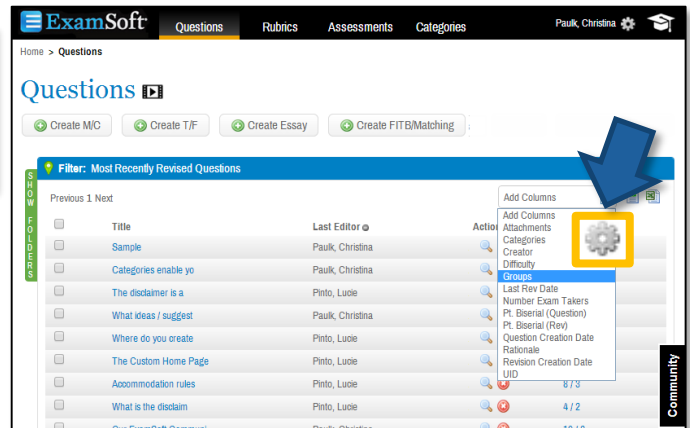 ExamSoft Questions Rubrics Assessments Categories Paulk, Christina
Home > Questions
Questions
Create M/C Create T/F Create Essay Create FITB/Matching
SHOW FOLDERS
Filter: Most Recently Revised Questions
Previous 1 Next Add Columns
Title Last Editor Action
Add Columns
Attachments
Categories
Creator
Difficulty
Groups
Last Rev Date
Number Exam Takers
Pt. Biserial (Question)
Pt. Biserial (Rev)
Question Creation Date
Rationale
Revision Creation Date
UID
Sample Paulk, Christina
Categories enable yo Paulk, Christina
The disclaimer is a Pinto, Lucie
What ideas / suggest Paulk, Christina
Where do you create Pinto, Lucie
The Custom Home Page Pinto, Lucie
Accommodation rules Pinto, Lucie 8 / 3
What is the disclaim Pinto, Lucie 4 / 2
Community